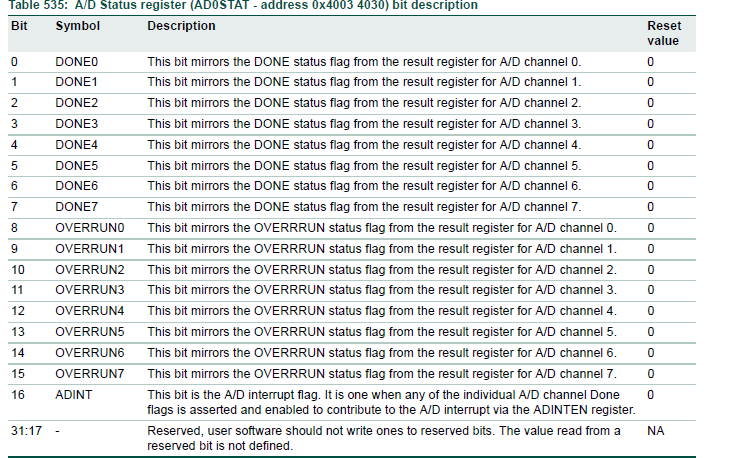 Table 535: A/D Status register (AD0STAT - address 0x4003 4030) bit description
Bit Symbol Description Reset
value
0 DONE0 This bit mirrors the DONE status flag from the result register for A/D channel 0. 0
1 DONE1 This bit mirrors the DONE status flag from the result register for A/D channel 1. 0
2 DONE2 This bit mirrors the DONE status flag from the result register for A/D channel 2. 0
3 DONE3 This bit mirrors the DONE status flag from the result register for A/D channel 3. 0
4 DONE4 This bit mirrors the DONE status flag from the result register for A/D channel 4. 0
5 DONE5 This bit mirrors the DONE status flag from the result register for A/D channel 5. 0
6 DONE6 This bit mirrors the DONE status flag from the result register for A/D channel 6. 0
7 DONE7 This bit mirrors the DONE status flag from the result register for A/D channel 7. 0
8 OVERRUN0 This bit mirrors the OVERRRUN status flag from the result register for A/D channel 0. 0
9 OVERRUN1 This bit mirrors the OVERRRUN status flag from the result register for A/D channel 1. 0
10 OVERRUN2 This bit mirrors the OVERRRUN status flag from the result register for A/D channel 2. 0
11 OVERRUN3 This bit mirrors the OVERRRUN status flag from the result register for A/D channel 3. 0
12 OVERRUN4 This bit mirrors the OVERRRUN status flag from the result register for A/D channel 4. 0
13 OVERRUN5 This bit mirrors the OVERRRUN status flag from the result register for A/D channel 5. 0
14 OVERRUN6 This bit mirrors the OVERRRUN status flag from the result register for A/D channel 6. 0
15 OVERRUN7 This bit mirrors the OVERRRUN status flag from the result register for A/D channel 7. 0
16 ADINT This bit is the A/D interrupt flag. It is one when any of the individual A/D channel Done 0
flags is asserted and enabled to contribute to the A/D interrupt via the ADINTEN register.
31:17 - Reserved, user software should not write ones to reserved bits. The value read from a NA
reserved bit is not defined.